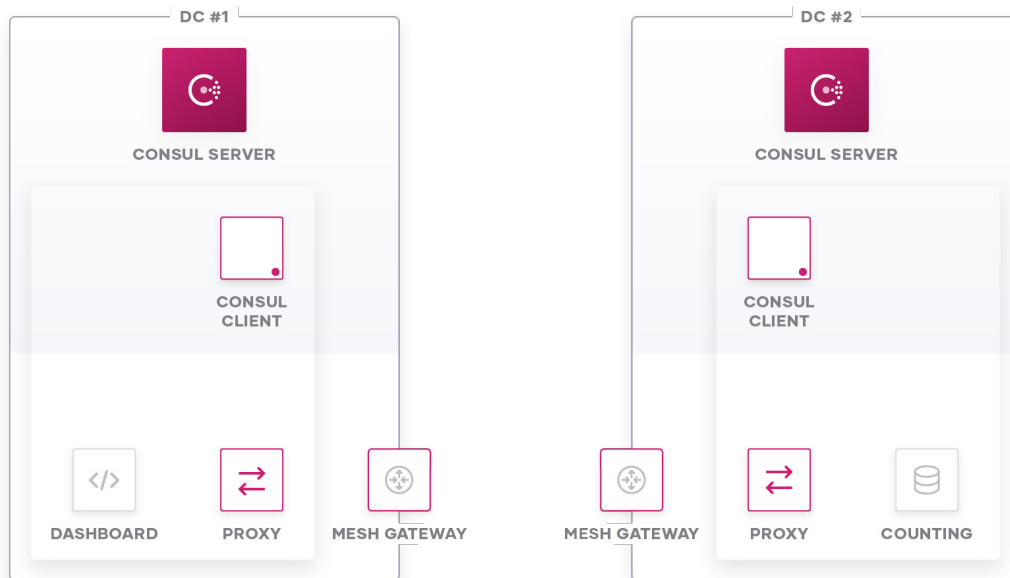 DC #1
CONSUL SERVER
CONSUL
CLIENT
DASHBOARD
PROXY
MESH GATEWAY
DC #2
CONSUL SERVER
CONSUL
CLIENT
MESH GATEWAY
PROXY
COUNTING